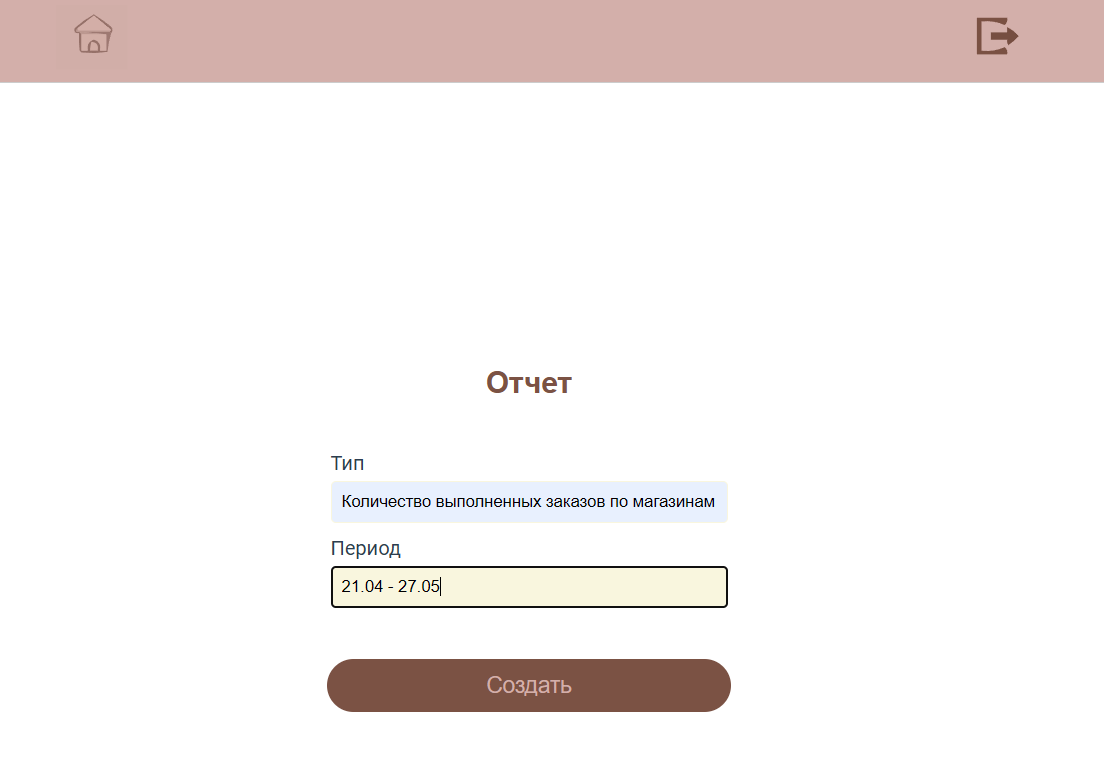 Отчет
Тип
Количество выполненных заказов по магазинам
Период
21.04 - 27.05
Создать